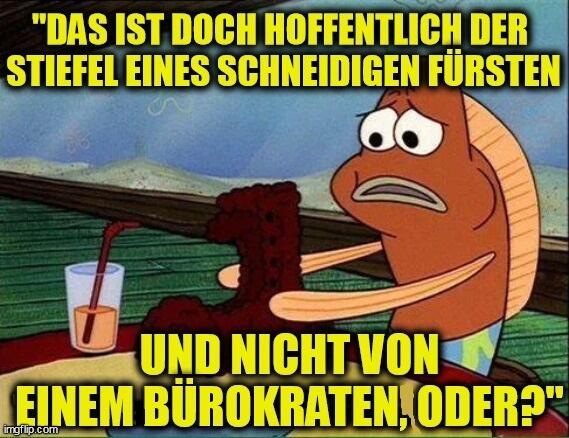 "DAS IST DOCH HOFFENTLICH DER
STIEFEL EINES SCHNEIDIGEN FÜRSTEN
UND NICHT VON
EINEM BÜROKRATEN, ODER?"
imgflip.com